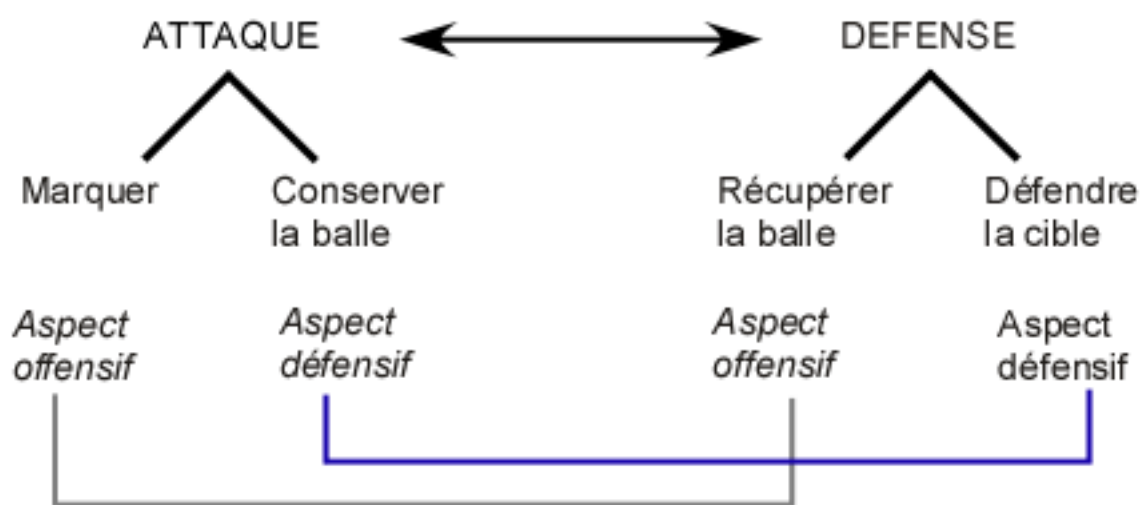 ATTAQUE DEFENSE
Marquer Conserver Récupérer Défendre
la balle la balle la cible
Aspect Aspect Aspect Aspect
offensif défensif offensif défensif